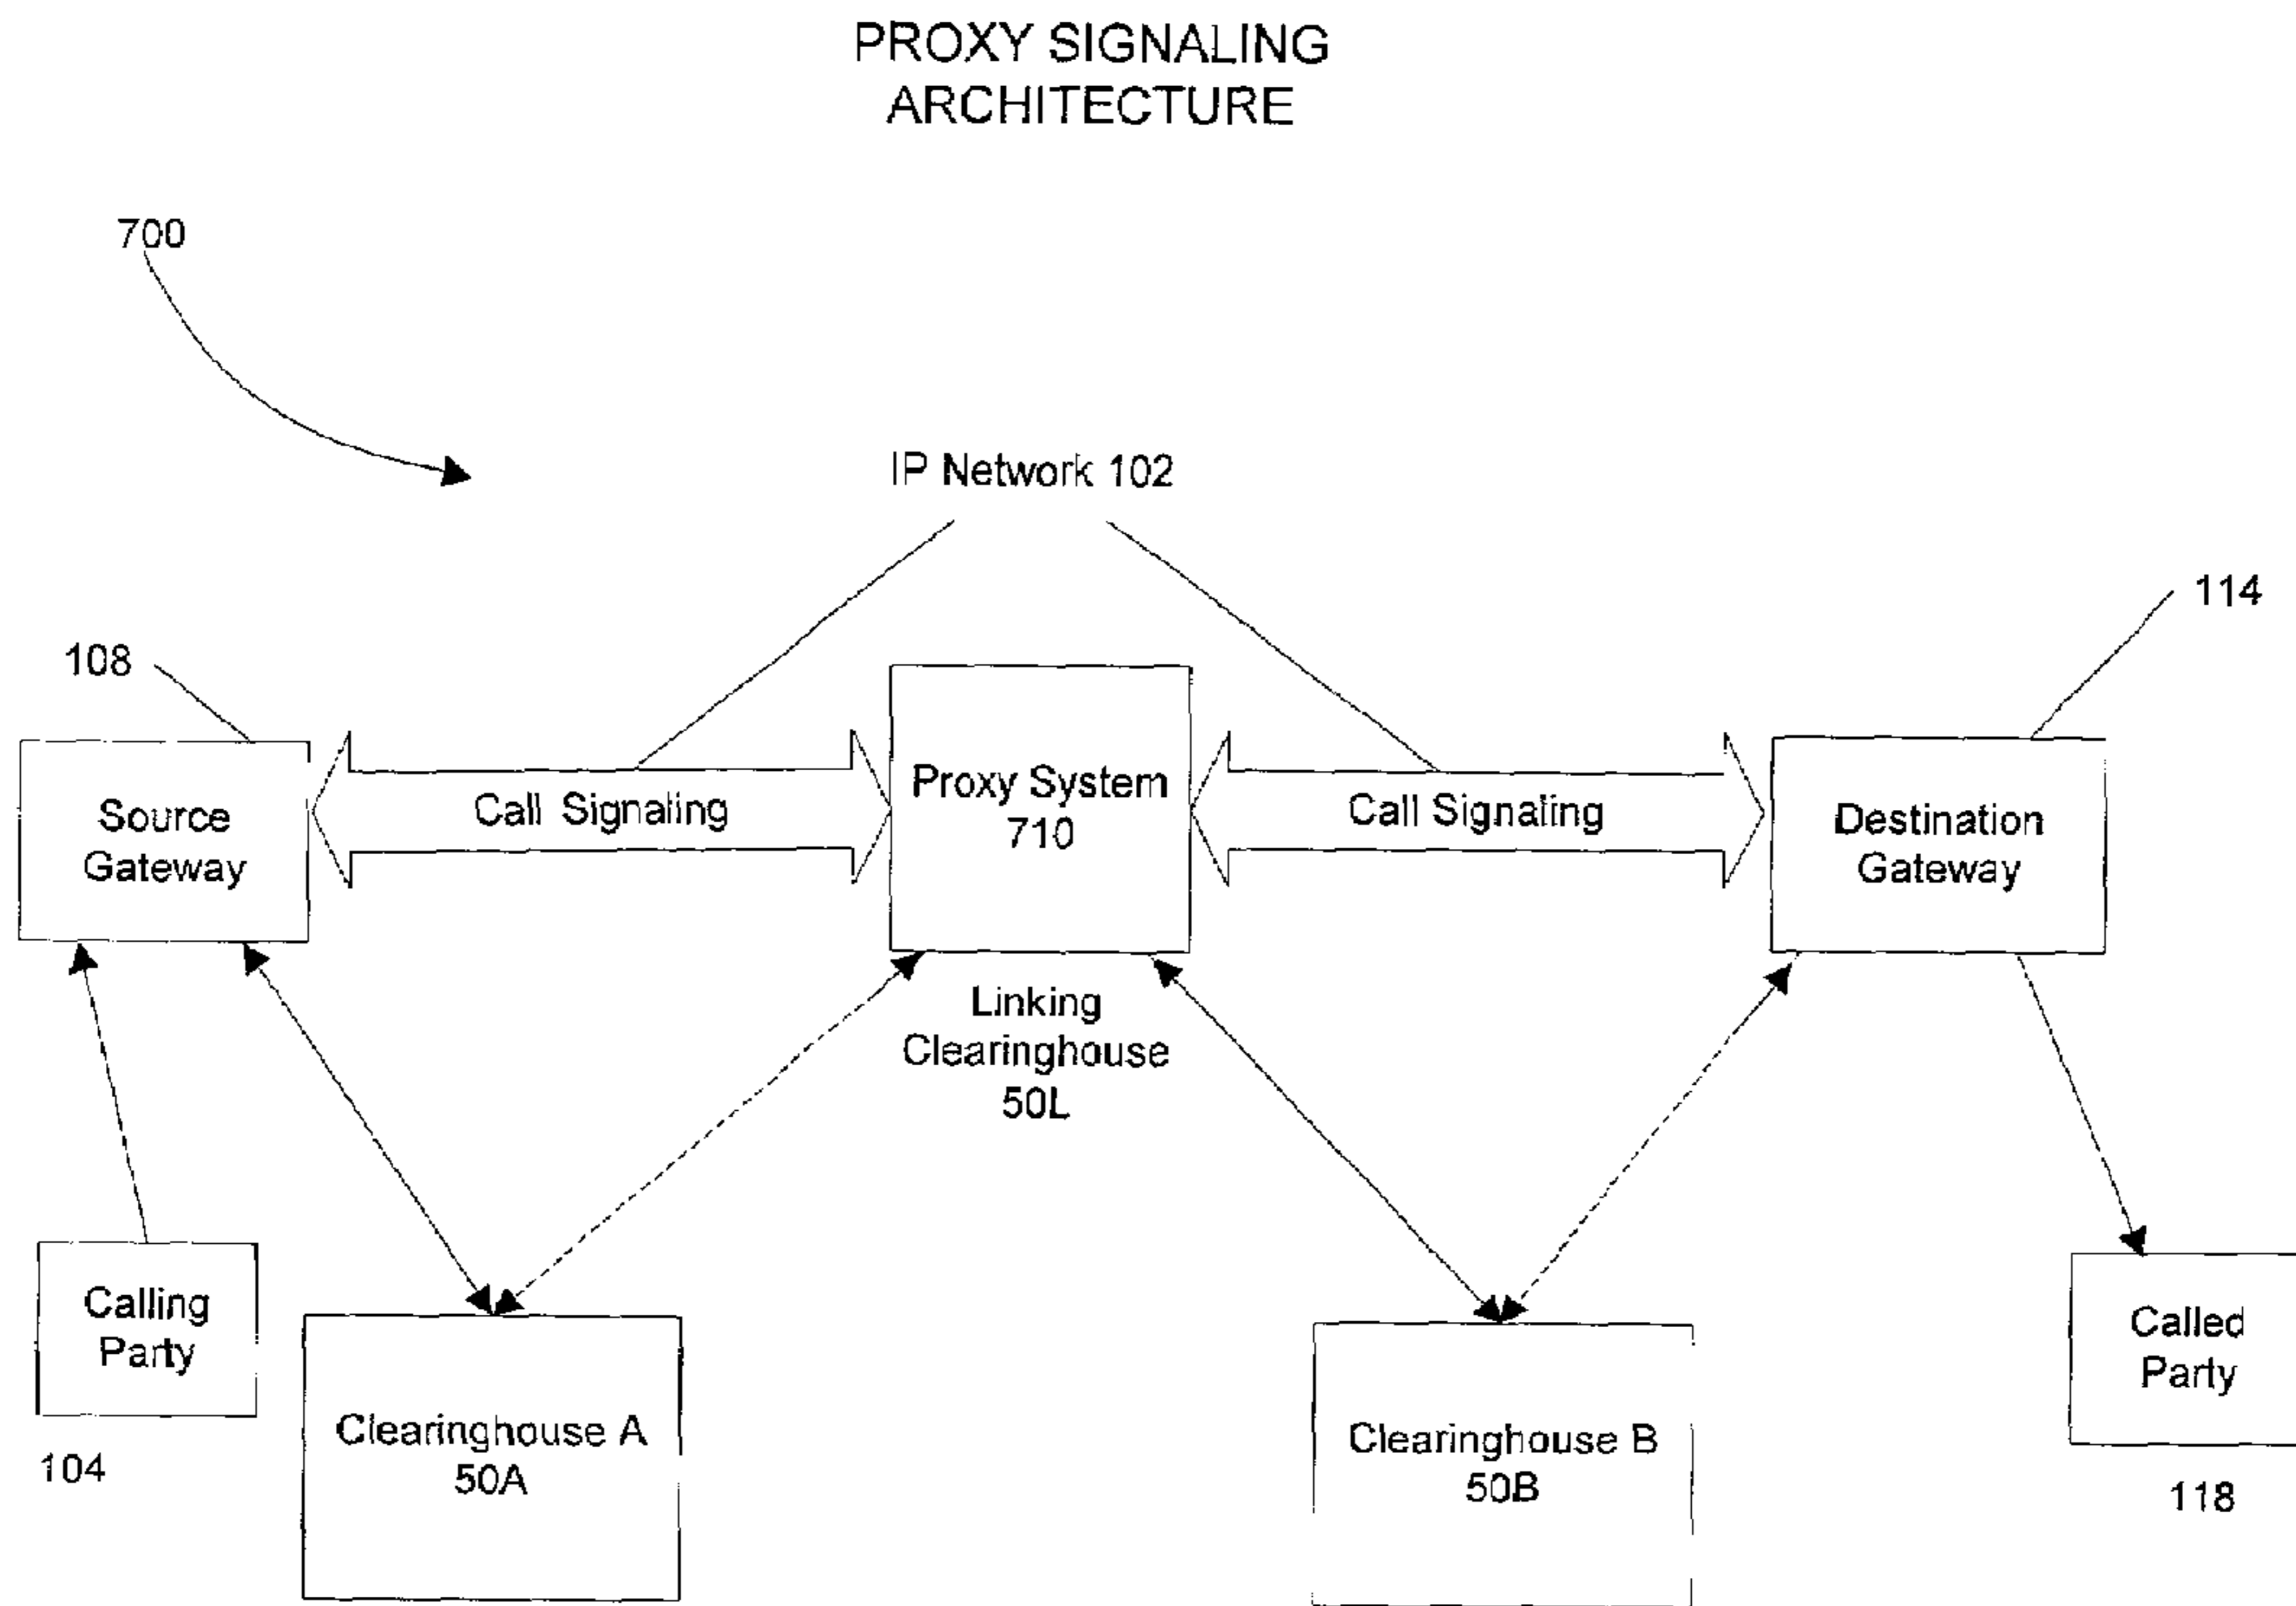 PROXY SIGNALING
ARCHITECTURE
700
IP Network 102
114
108
Source
Gateway
Call Signaling
Proxy System
710
Call Signaling
Destination
Gateway
Linking
Clearinghouse
50L
Calling
Party
104
Clearinghouse A
50A
Clearinghouse B
50B
Called
Party
118